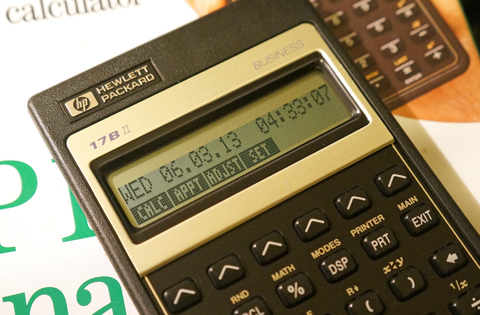 calculator
hp HEWLETT
PACKARD
BUSINESS
17B II
WED 06.03.13 04:33:07
CALC APPT ADJST SET
MAIN
EXIT
PRINTER
PRT
MODES
DSP
MATH
%
RND
x≷y
1/x
R↓
(
)